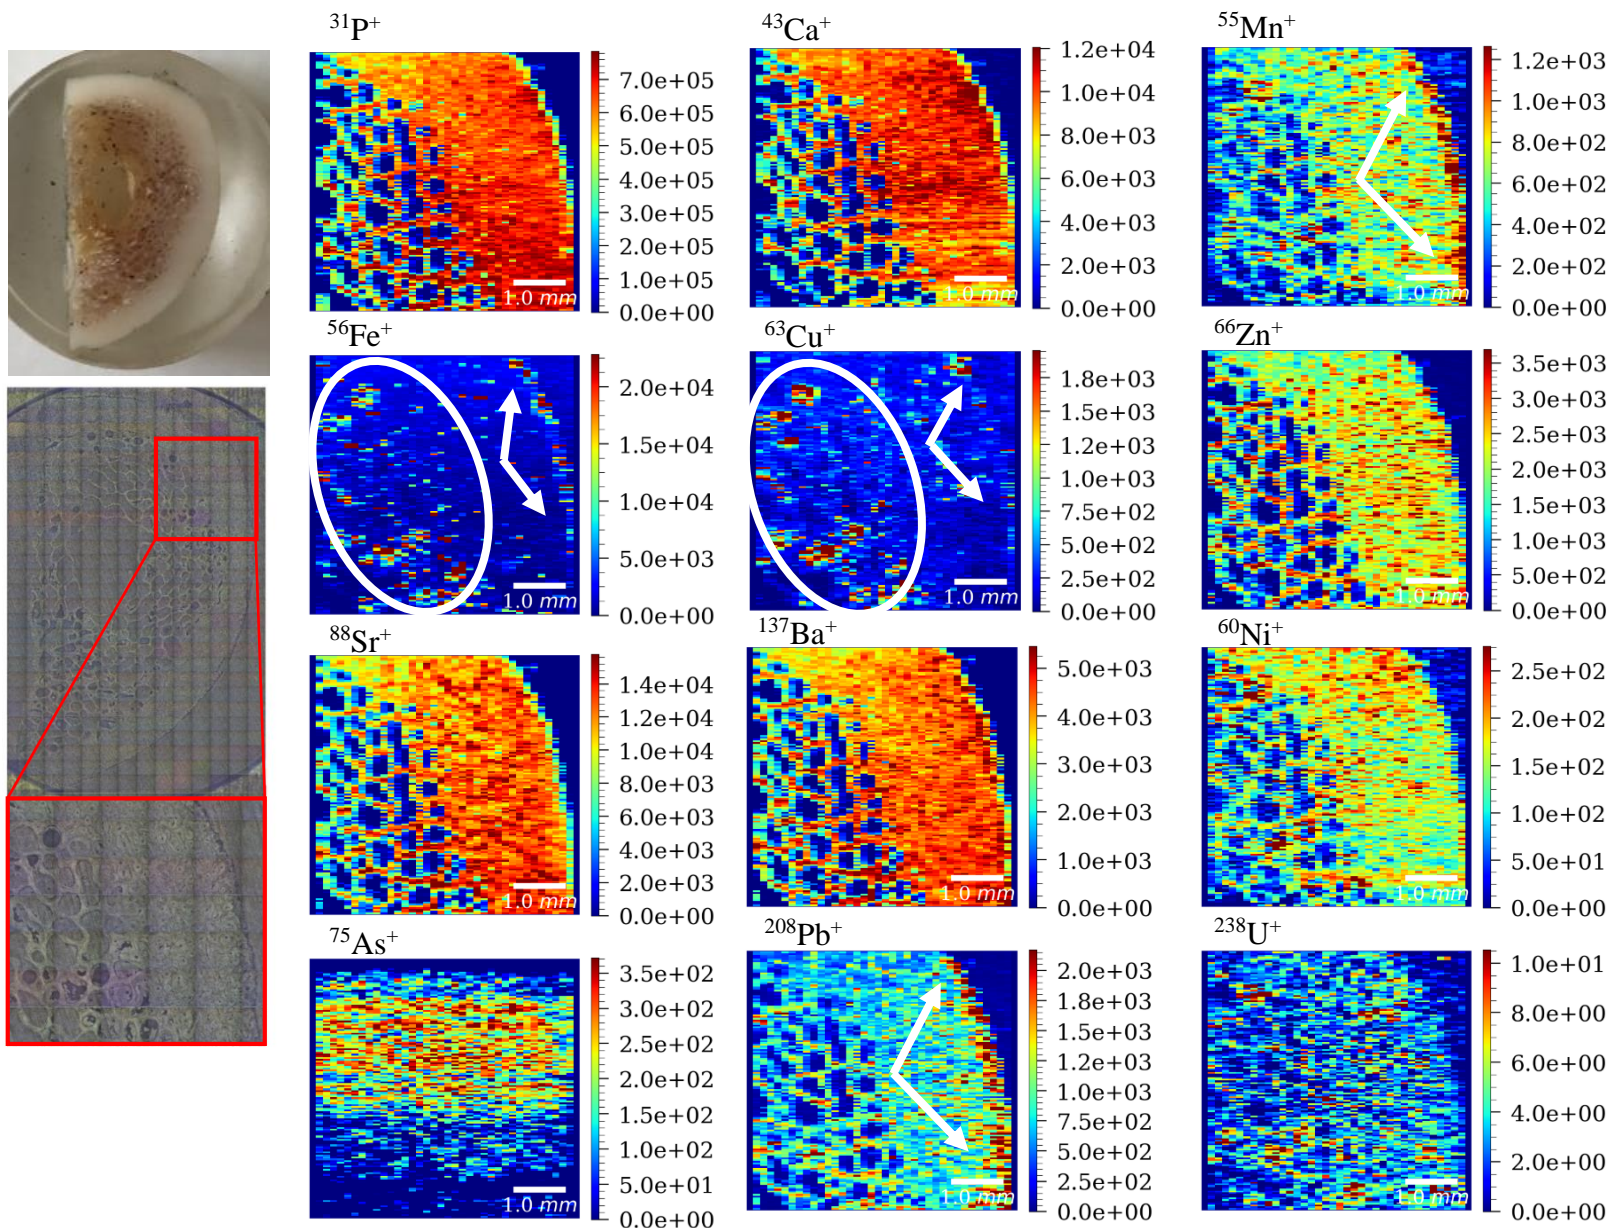 ³¹P⁺
7.0e+05
6.0e+05
5.0e+05
4.0e+05
3.0e+05
2.0e+05
1.0e+05
0.0e+00
1.0 mm
⁴³Ca⁺
1.2e+04
1.0e+04
8.0e+03
6.0e+03
4.0e+03
2.0e+03
0.0e+00
1.0 mm
⁵⁵Mn⁺
1.2e+03
1.0e+03
8.0e+02
6.0e+02
4.0e+02
2.0e+02
0.0e+00
1.0 mm
⁵⁶Fe⁺
2.0e+04
1.5e+04
1.0e+04
5.0e+03
0.0e+00
1.0 mm
⁶³Cu⁺
1.8e+03
1.5e+03
1.2e+03
1.0e+03
7.5e+02
5.0e+02
2.5e+02
0.0e+00
1.0 mm
⁶⁶Zn⁺
3.5e+03
3.0e+03
2.5e+03
2.0e+03
1.5e+03
1.0e+03
5.0e+02
0.0e+00
1.0 mm
⁸⁸Sr⁺
1.4e+04
1.2e+04
1.0e+04
8.0e+03
6.0e+03
4.0e+03
2.0e+03
0.0e+00
1.0 mm
¹³⁷Ba⁺
5.0e+03
4.0e+03
3.0e+03
2.0e+03
1.0e+03
0.0e+00
1.0 mm
⁶⁰Ni⁺
2.5e+02
2.0e+02
1.5e+02
1.0e+02
5.0e+01
0.0e+00
1.0 mm
⁷⁵As⁺
3.5e+02
3.0e+02
2.5e+02
2.0e+02
1.5e+02
1.0e+02
5.0e+01
0.0e+00
1.0 mm
²⁰⁸Pb⁺
2.0e+03
1.8e+03
1.5e+03
1.2e+03
1.0e+03
7.5e+02
5.0e+02
2.5e+02
0.0e+00
1.0 mm
²³⁸U⁺
1.0e+01
8.0e+00
6.0e+00
4.0e+00
2.0e+00
0.0e+00
1.0 mm